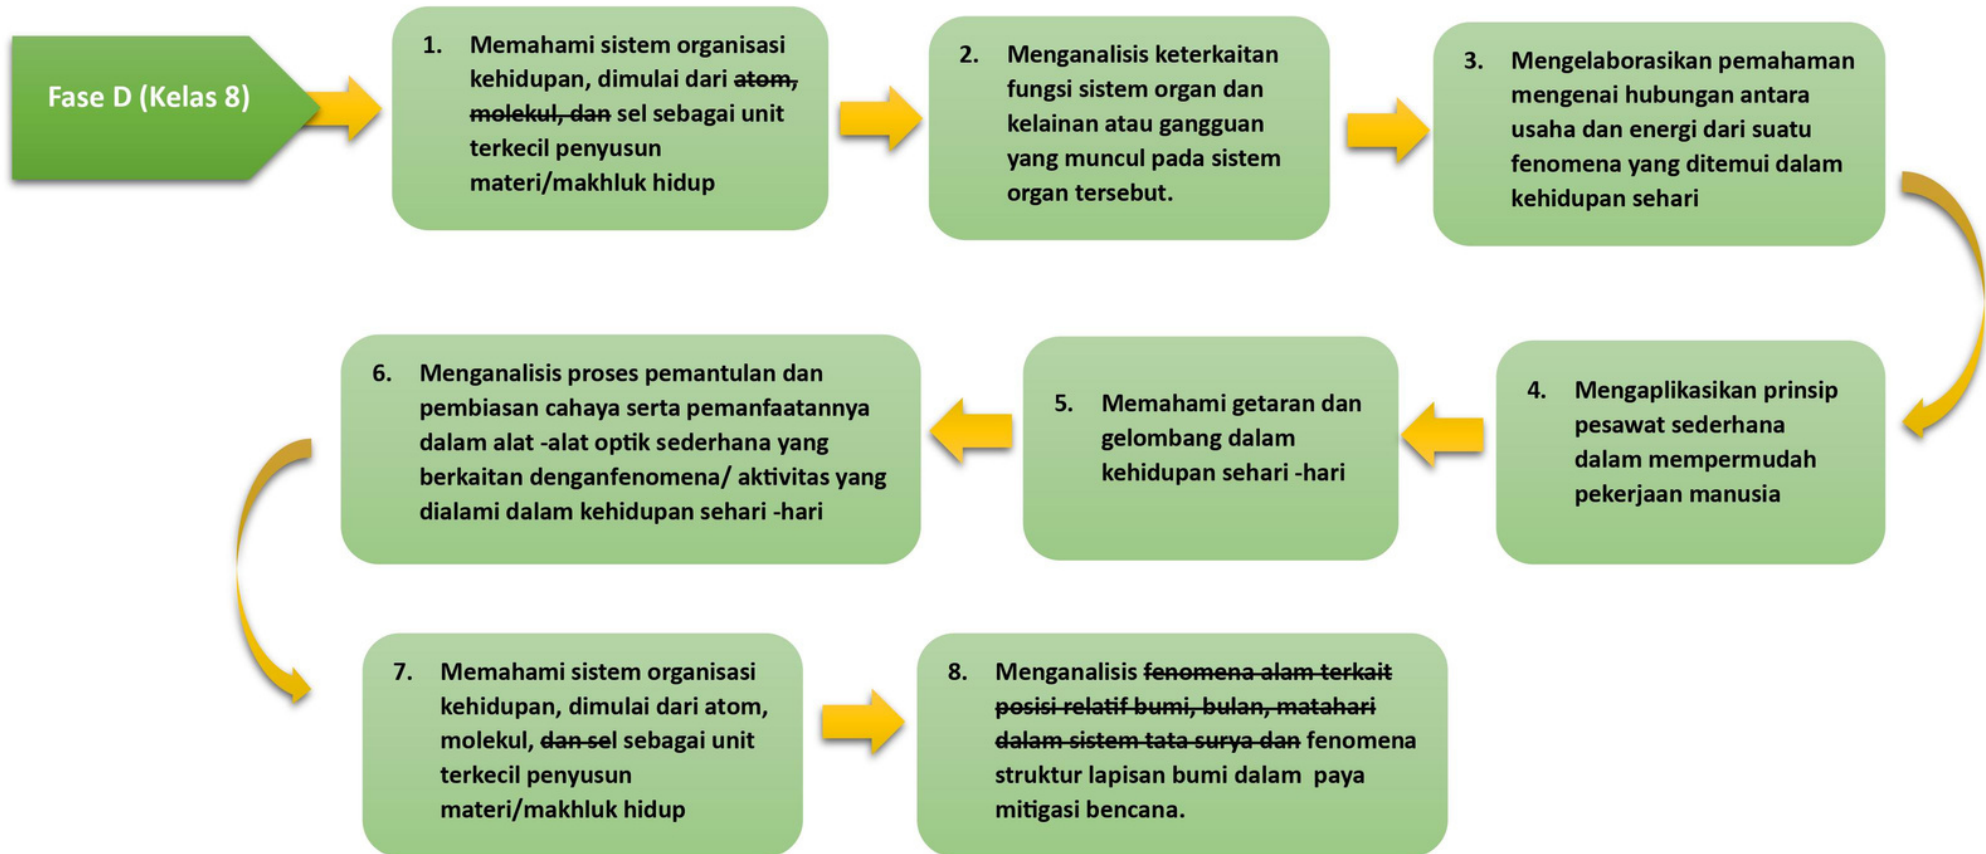 Fase D (Kelas 8)
1. Memahami sistem organisasi
kehidupan, dimulai dari atom,
molekul, dan sel sebagai unit
terkecil penyusun
materi/makhluk hidup
2. Menganalisis keterkaitan
fungsi sistem organ dan
kelainan atau gangguan
yang muncul pada sistem
organ tersebut.
3. Mengelaborasikan pemahaman
mengenai hubungan antara
usaha dan energi dari suatu
fenomena yang ditemui dalam
kehidupan sehari
4. Mengaplikasikan prinsip
pesawat sederhana
dalam mempermudah
pekerjaan manusia
5. Memahami getaran dan
gelombang dalam
kehidupan sehari -hari
6. Menganalisis proses pemantulan dan
pembiasan cahaya serta pemanfaatannya
dalam alat -alat optik sederhana yang
berkaitan denganfenomena/ aktivitas yang
dialami dalam kehidupan sehari -hari
7. Memahami sistem organisasi
kehidupan, dimulai dari atom,
molekul, dan sel sebagai unit
terkecil penyusun
materi/makhluk hidup
8. Menganalisis fenomena alam terkait
posisi relatif bumi, bulan, matahari
dalam sistem tata surya dan fenomena
struktur lapisan bumi dalam paya
mitigasi bencana.